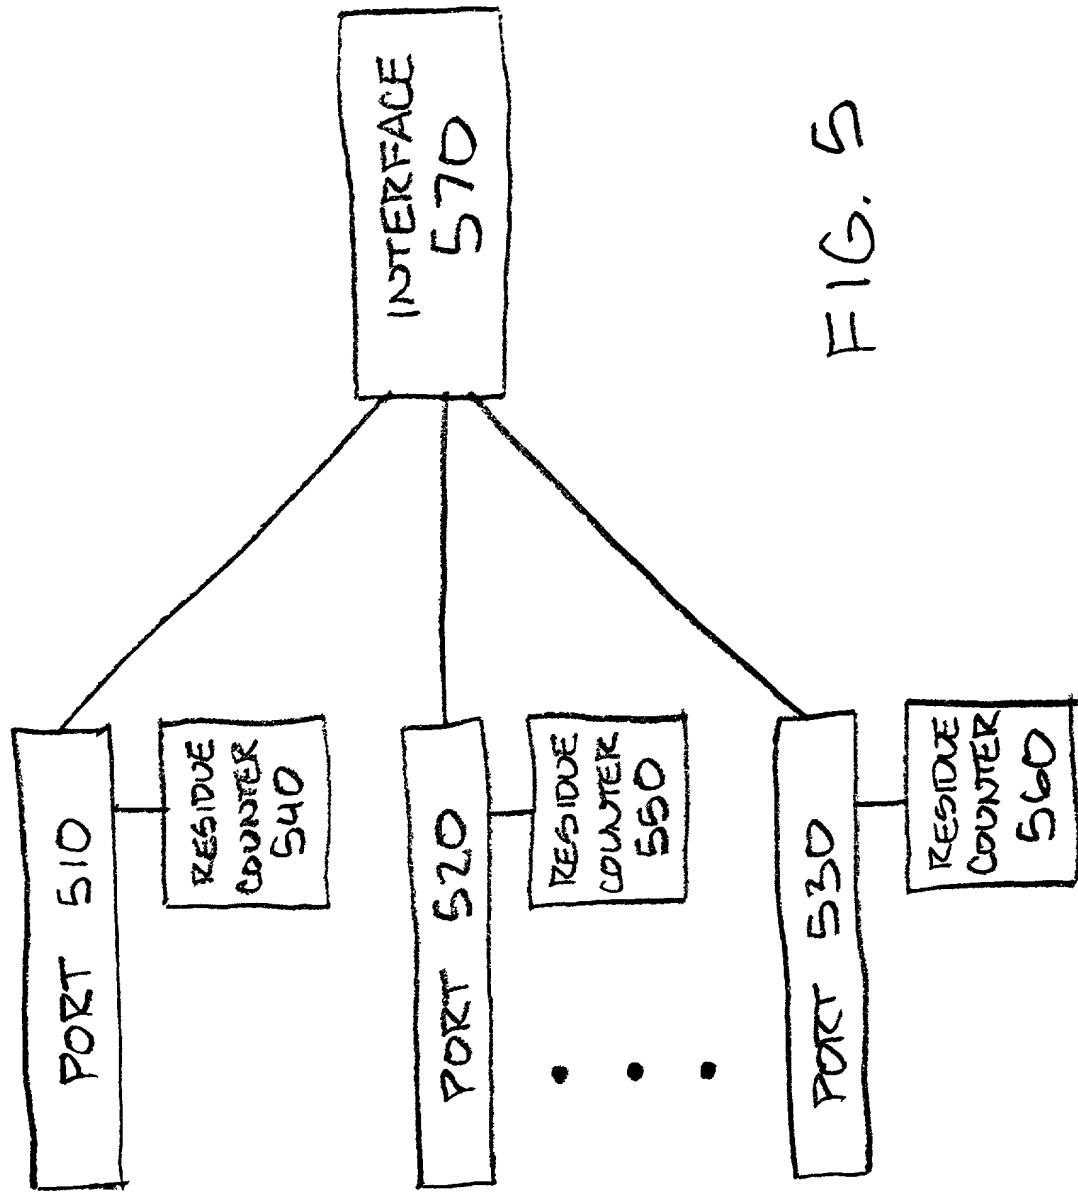 PORT 510
RESIDUE
COUNTER
540
PORT 520
RESIDUE
COUNTER
550
PORT 530
RESIDUE
COUNTER
560
INTERFACE
570
FIG. 5